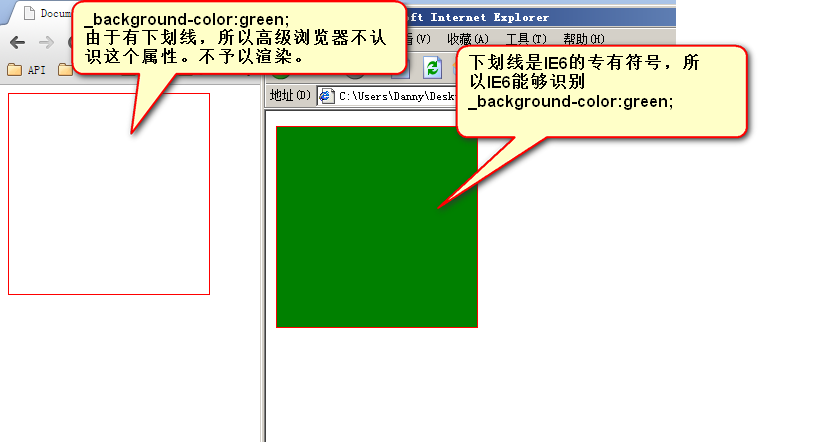 _background-color:green;
由于有下划线，所以高级浏览器不认
识这个属性。不予以渲染。
Docum
API
oft Internet Explorer
看(V) 收藏(A) 工具(T) 帮助(H)
下划线是IE6的专有符号，所
以IE6能够识别
_background-color:green;
地址(D) C:\Users\Danny\Deskt